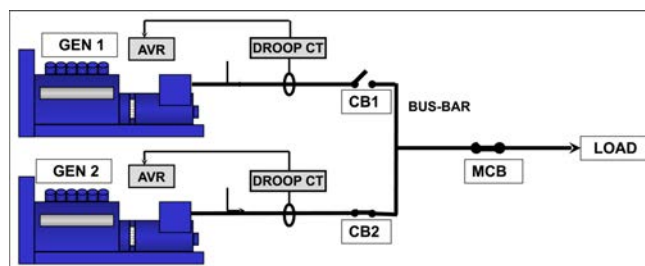 GEN 1
AVR
DROOP CT
CB1
BUS-BAR
LOAD
MCB
GEN 2
AVR
DROOP CT
CB2